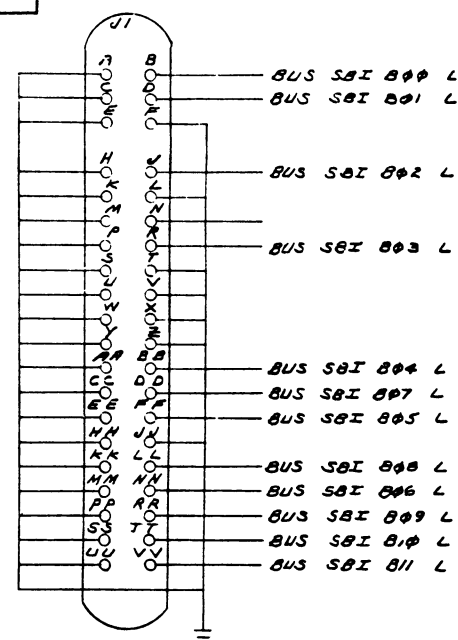 J1
A B BUS SBI BØØ L
C D BUS SBI BØ1 L
E F
H J BUS SBI BØ2 L
K L
M N
P R BUS SBI BØ3 L
S T
U V
W X
Y Z
AA BB BUS SBI BØ4 L
CC DD BUS SBI BØ7 L
EE FF BUS SBI BØ5 L
HH JJ
KK LL BUS SBI BØ8 L
MM NN BUS SBI BØ6 L
PP RR BUS SBI BØ9 L
SS TT BUS SBI B1Ø L
UU VV BUS SBI B11 L